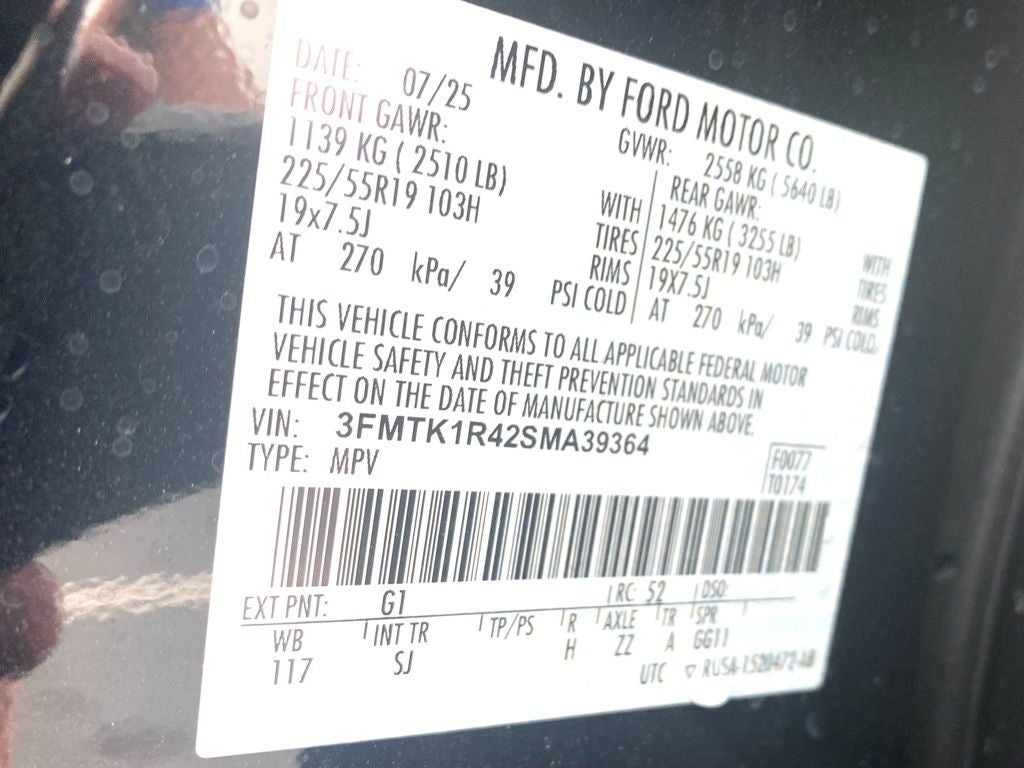 MFD. BY FORD MOTOR CO.
DATE: 07/25
GVWR: 2558 KG ( 5640 LB)
FRONT GAWR:
1139 KG ( 2510 LB) WITH
225/55R19 103H TIRES
19x7.5J RIMS
AT 270 kPa/ 39 PSI COLD
REAR GAWR:
1476 KG ( 3255 LB) WITH
225/55R19 103H TIRES
19X7.5J RIMS
AT 270 kPa/ 39 PSI COLD
THIS VEHICLE CONFORMS TO ALL APPLICABLE FEDERAL MOTOR
VEHICLE SAFETY AND THEFT PREVENTION STANDARDS IN
EFFECT ON THE DATE OF MANUFACTURE SHOWN ABOVE.
VIN: 3FMTK1R42SMA39364
TYPE: MPV
F0077
T0174
EXT PNT: G1 RC: 52 DSO:
WB INT TR TP/PS R AXLE TR SPR
117 SJ H ZZ A GG11
UTC